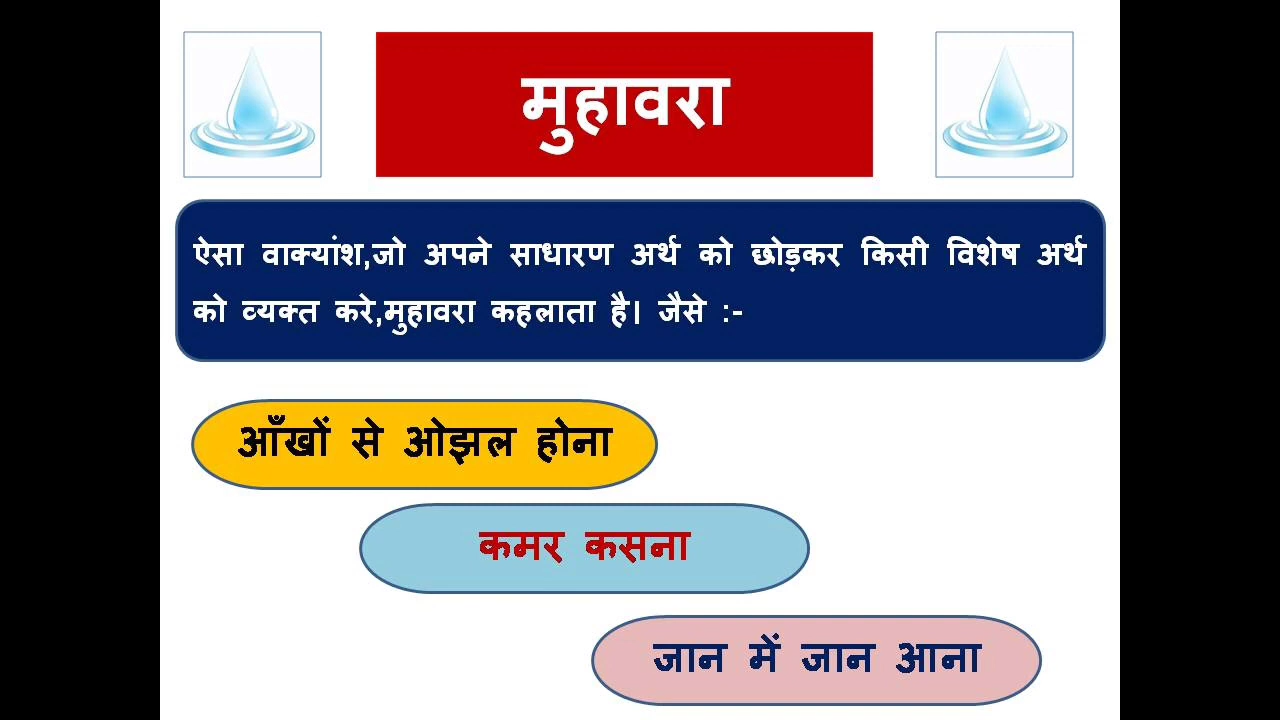 मुहावरा
ऐसा वाक्यांश,जो अपने साधारण अर्थ को छोड़कर किसी विशेष अर्थ
को व्यक्त करे,मुहावरा कहलाता है। जैसे :-
आँखों से ओझल होना
कमर कसना
जान में जान आना